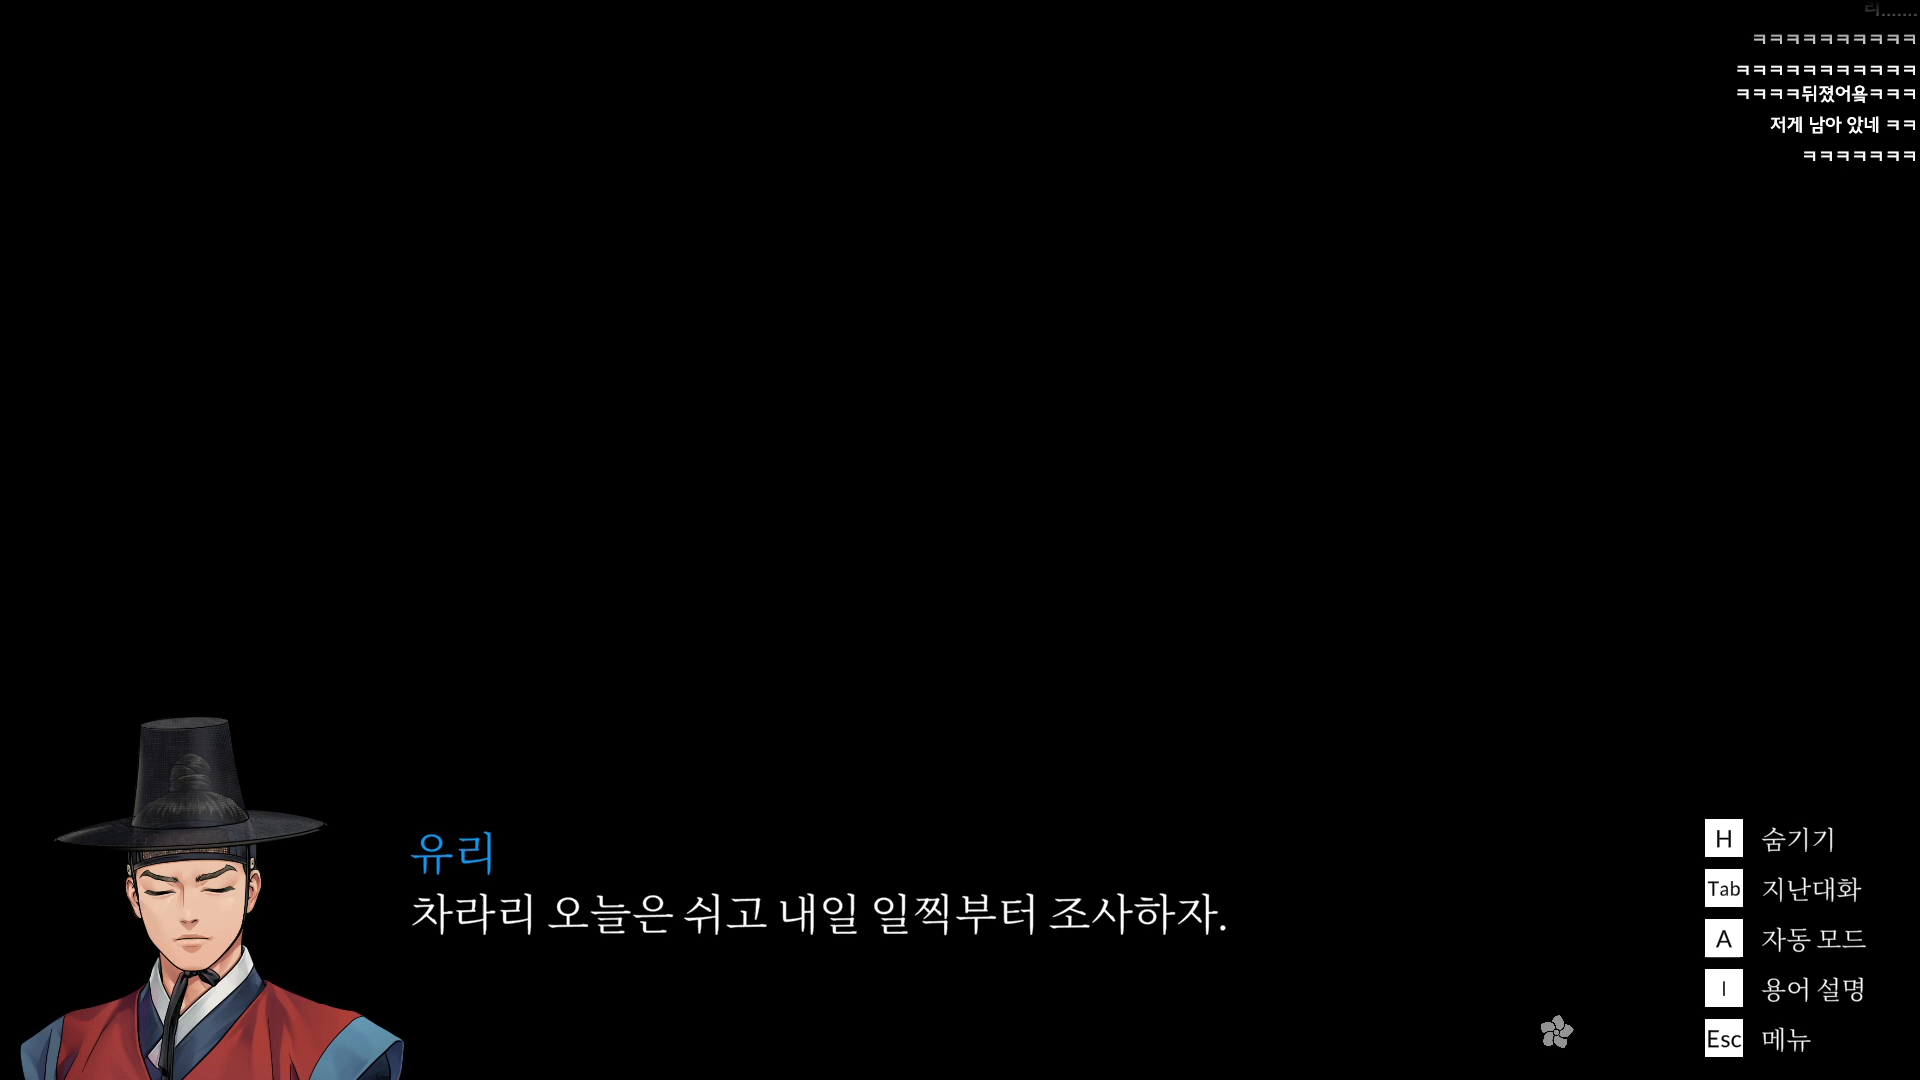 리.......
ㅋㅋㅋㅋㅋㅋㅋㅋㅋㅋ
ㅋㅋㅋㅋㅋㅋㅋㅋㅋㅋㅋ
ㅋㅋㅋㅋ뒤졌어욬ㅋㅋㅋ
저게 남아 았네 ㅋㅋ
ㅋㅋㅋㅋㅋㅋㅋ
유리
차라리 오늘은 쉬고 내일 일찍부터 조사하자.
H 숨기기
Tab 지난대화
A 자동 모드
I 용어 설명
Esc 메뉴